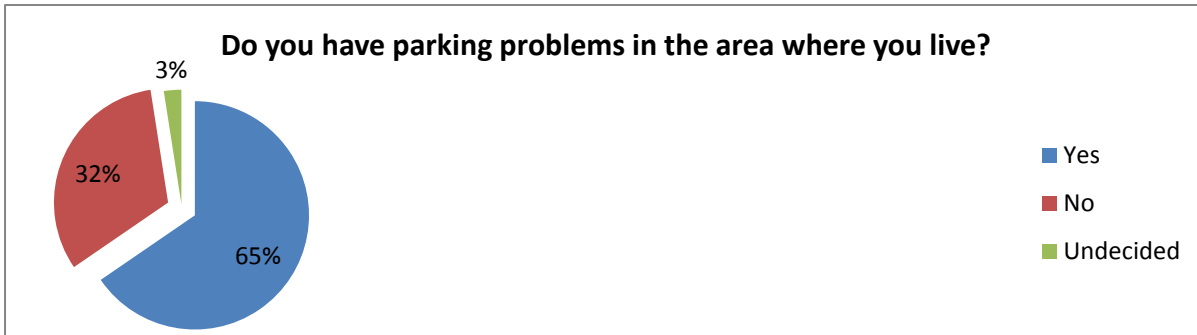 Do you have parking problems in the area where you live?
3%
32%
65%
Yes
No
Undecided